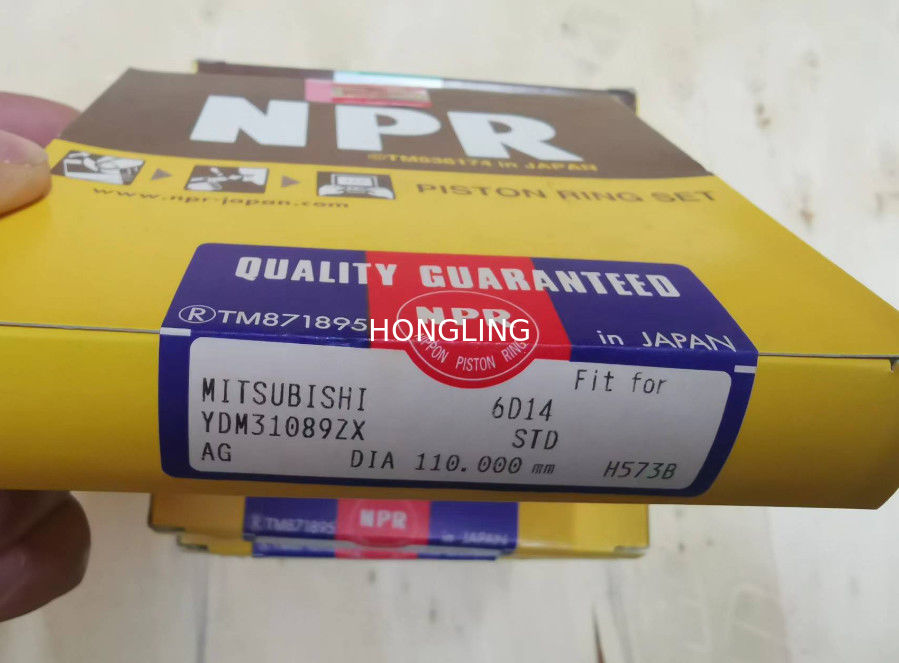 NPR
©TM636174 in JAPAN
PISTON RING SET
www.npr-japan.com
QUALITY GUARANTEED
®TM871895
NPR
NIPPON PISTON RING
in JAPAN
HONGLING
Fit for
MITSUBISHI 6D14
YDM31089ZX STD
AG DIA 110.000 mm H573B
®TM871895 NPR in JAPAN